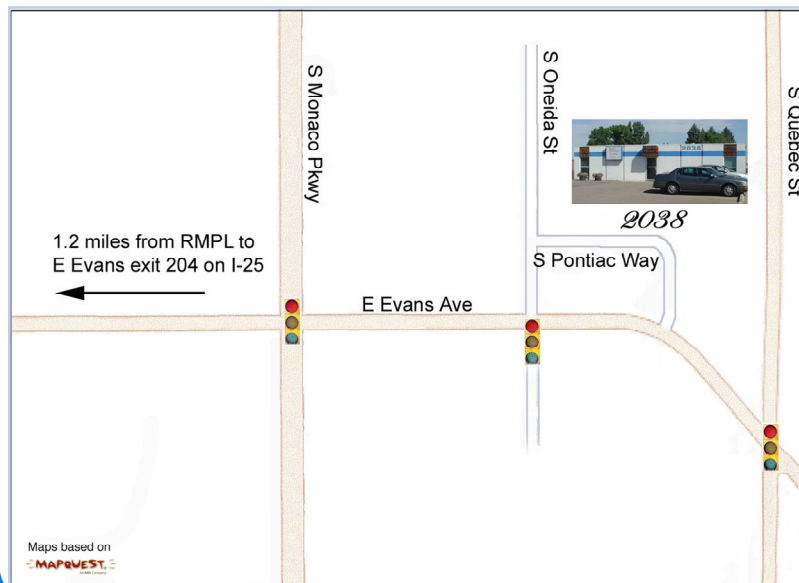 S Monaco Pkwy
S Oneida St
S Quebec St
2038
1.2 miles from RMPL to
E Evans exit 204 on I-25
S Pontiac Way
E Evans Ave
Maps based on
MAPQUEST.